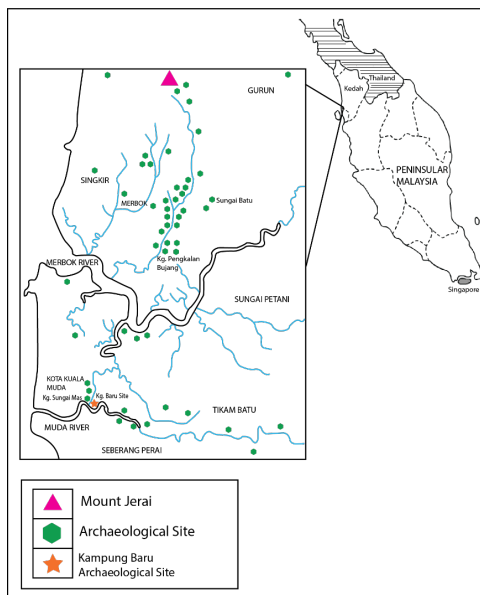 GURUN
Thailand
Kedah
SINGKIR
MERBOK
Sungai Batu
PENINSULAR
MALAYSIA
Kg. Pengkalan
Bujang
MERBOK RIVER
SUNGAI PETANI
Singapore
KOTA KUALA
MUDA
Kg. Sungai Mas
Kg. Baru Site
TIKAM BATU
MUDA RIVER
SEBERANG PERAI
Mount Jerai
Archaeological Site
Kampung Baru
Archaeological Site